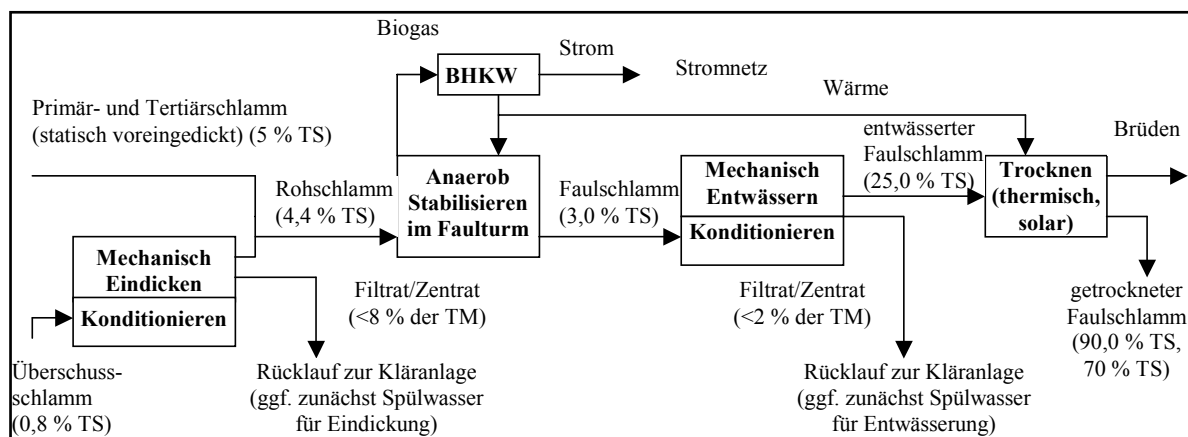 Biogas
Strom
BHKW
Stromnetz
Wärme
Primär- und Tertiärschlamm
(statisch voreingedickt) (5 % TS)
Rohschlamm
(4,4 % TS)
Anaerob
Stabilisieren
im Faulturm
Faulschlamm
(3,0 % TS)
Mechanisch
Entwässern
Konditionieren
entwässerter
Faulschlamm
(25,0 % TS)
Trocknen
(thermisch,
solar)
Brüden
Mechanisch
Eindicken
Konditionieren
Filtrat/Zentrat
(<8 % der TM)
Filtrat/Zentrat
(<2 % der TM)
getrockneter
Faulschlamm
(90,0 % TS,
70 % TS)
Überschuss-
schlamm
(0,8 % TS)
Rücklauf zur Kläranlage
(ggf. zunächst Spülwasser
für Eindickung)
Rücklauf zur Kläranlage
(ggf. zunächst Spülwasser
für Entwässerung)